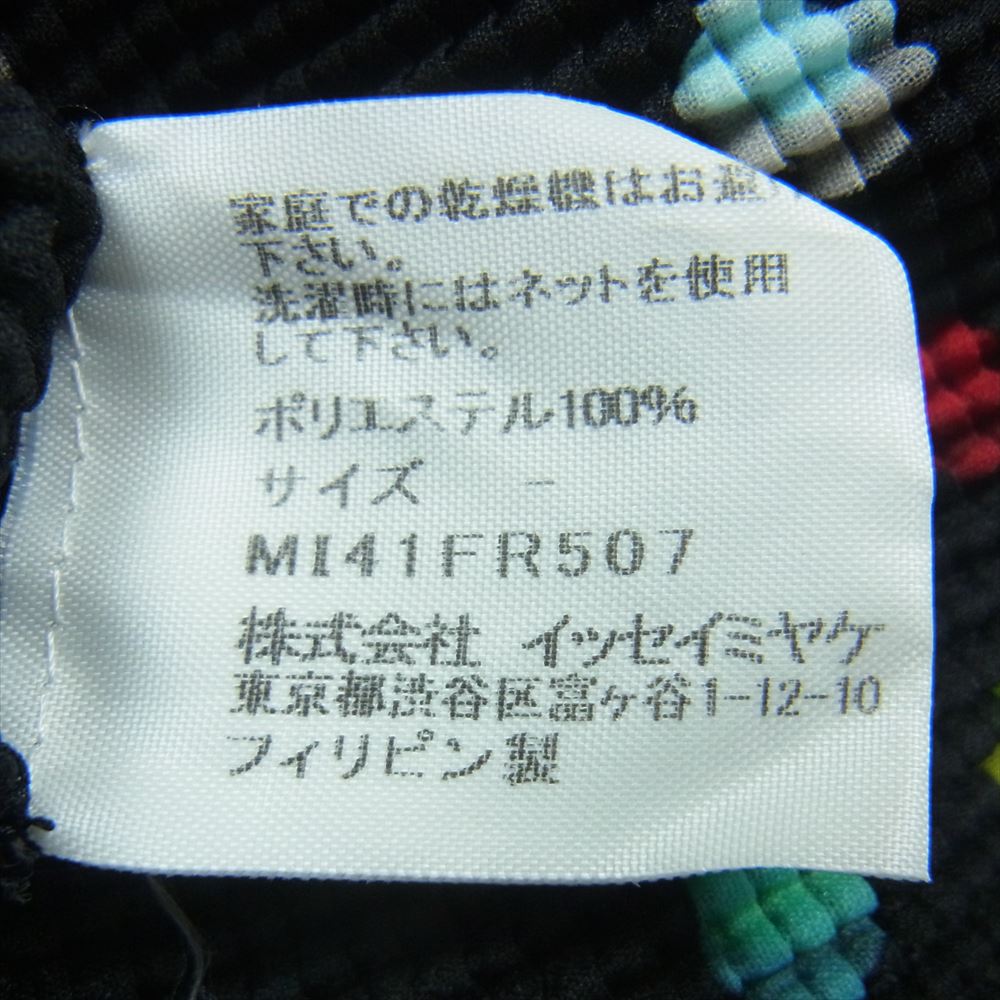 家庭での乾燥機はお避
下さい。
洗濯時にはネットを使用
して下さい。
ポリエステル100%
サイズ -
MI41FR507
株式会社 イッセイミヤケ
東京都渋谷区富ヶ谷1-12-10
フィリピン製